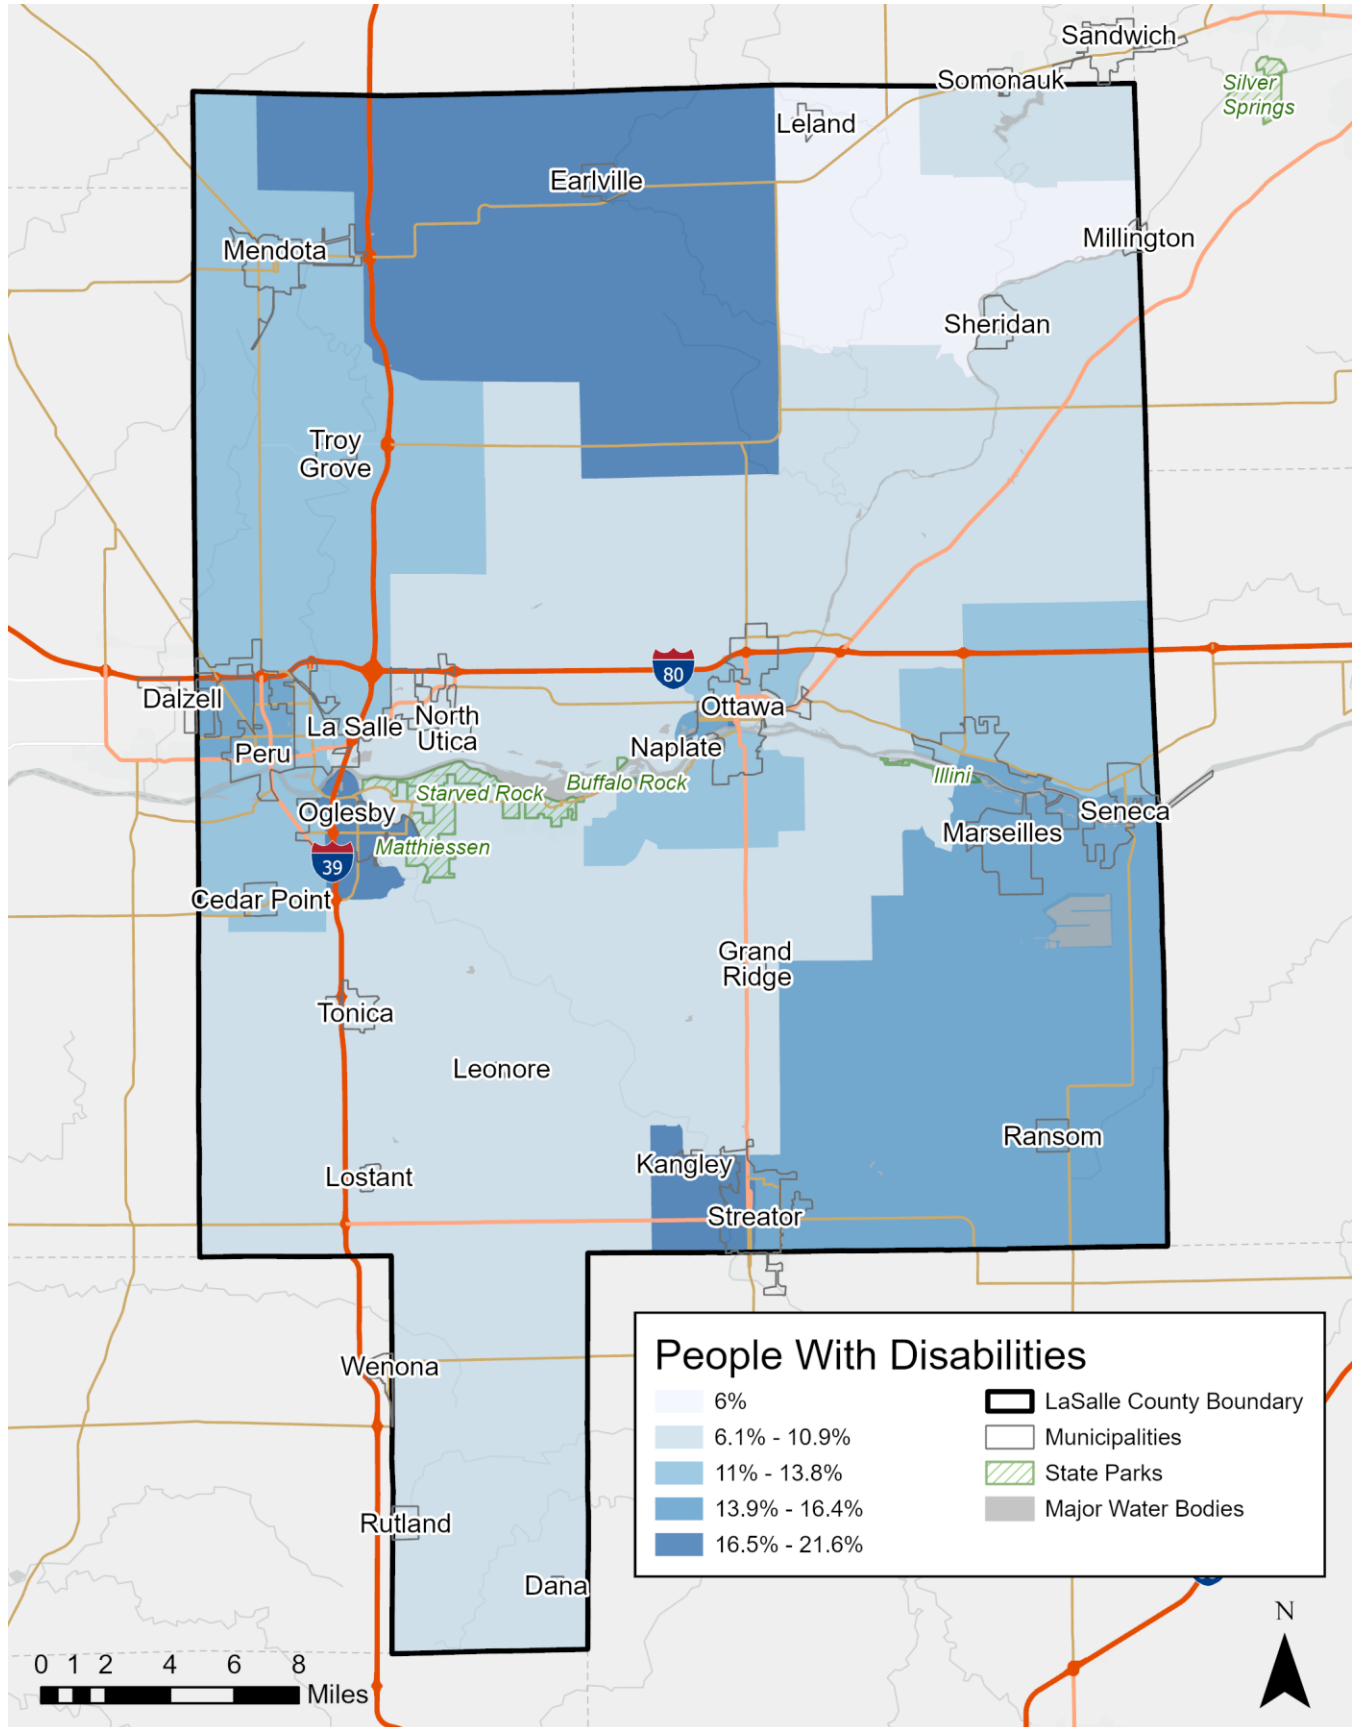 Sandwich
Somonauk
Silver
Springs
Leland
Earlville
Mendota
Millington
Sheridan
Troy
Grove
80
Dalzell
Ottawa
La Salle
North
Utica
Peru
Naplate
Buffalo Rock
Illini
Starved Rock
Oglesby
Seneca
Marseilles
Matthiessen
39
Cedar Point
Grand
Ridge
Tonica
Leonore
Ransom
Kangley
Lostant
Streator
Wenona
Rutland
Dana
People With Disabilities
6%
6.1% - 10.9%
11% - 13.8%
13.9% - 16.4%
16.5% - 21.6%
LaSalle County Boundary
Municipalities
State Parks
Major Water Bodies
N
0 1 2 4 6 8
Miles